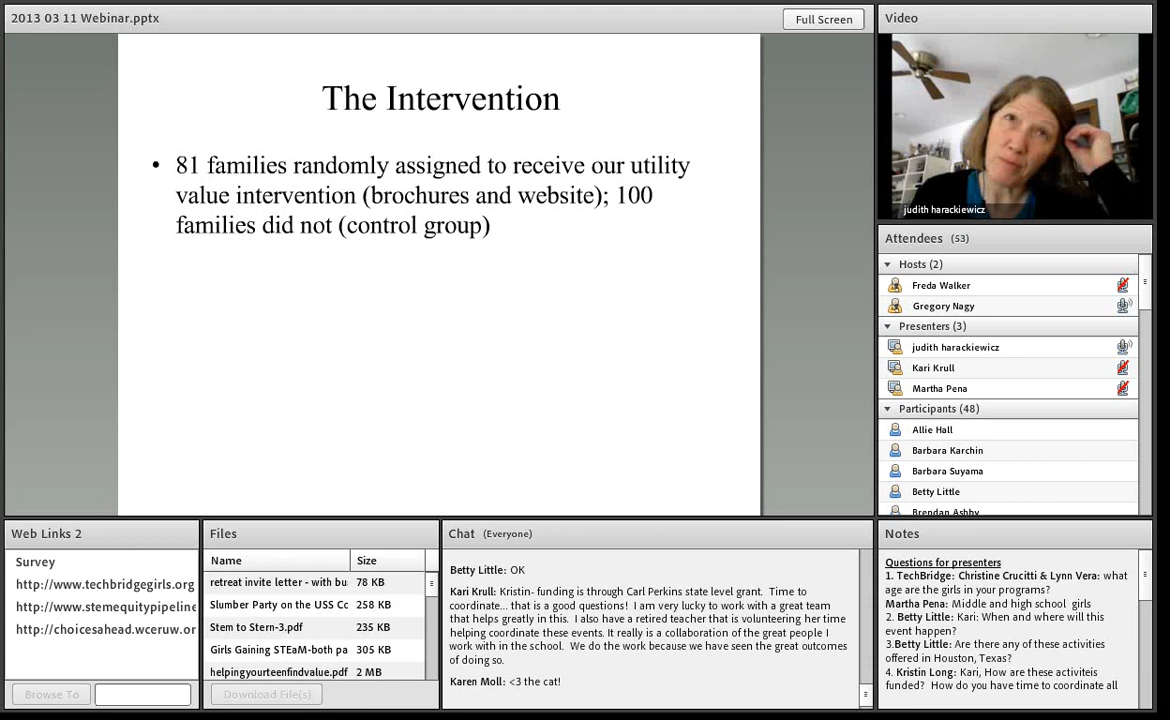 2013 03 11 Webinar.pptx
Full Screen
The Intervention
• 81 families randomly assigned to receive our utility
value intervention (brochures and website); 100
families did not (control group)
Video
judith harackiewicz
Attendees (53)
Hosts (2)
Freda Walker
Gregory Nagy
Presenters (3)
judith harackiewicz
Kari Krull
Martha Pena
Participants (48)
Allie Hall
Barbara Karchin
Barbara Suyama
Betty Little
Brendan Ashby
Web Links 2
Survey
http://www.techbridgegirls.org
http://www.stemequitypipeline
http://choicesahead.wceruw.or
Browse To
Files
Name Size
retreat invite letter - with bu 78 KB
Slumber Party on the USS Co 258 KB
Stem to Stern-3.pdf 235 KB
Girls Gaining STEaM-both pa 305 KB
helpingyourteenfindvalue.pdf 2 MB
Download File(s)
Chat (Everyone)
Betty Little: OK
Kari Krull: Kristin- funding is through Carl Perkins state level grant. Time to
coordinate... that is a good questions! I am very lucky to work with a great team
that helps greatly in this. I also have a retired teacher that is volunteering her time
helping coordinate these events. It really is a collaboration of the great people I
work with in the school. We do the work because we have seen the great outcomes
of doing so.
Karen Moll: <3 the cat!
Notes
Questions for presenters
1. TechBridge: Christine Crucitti & Lynn Vera: what
age are the girls in your programs?
Martha Pena: Middle and high school girls
2. Betty Little: Kari: When and where will this
event happen?
3.Betty Little: Are there any of these activities
offered in Houston, Texas?
4. Kristin Long: Kari, How are these activiteis
funded? How do you have time to coordinate all